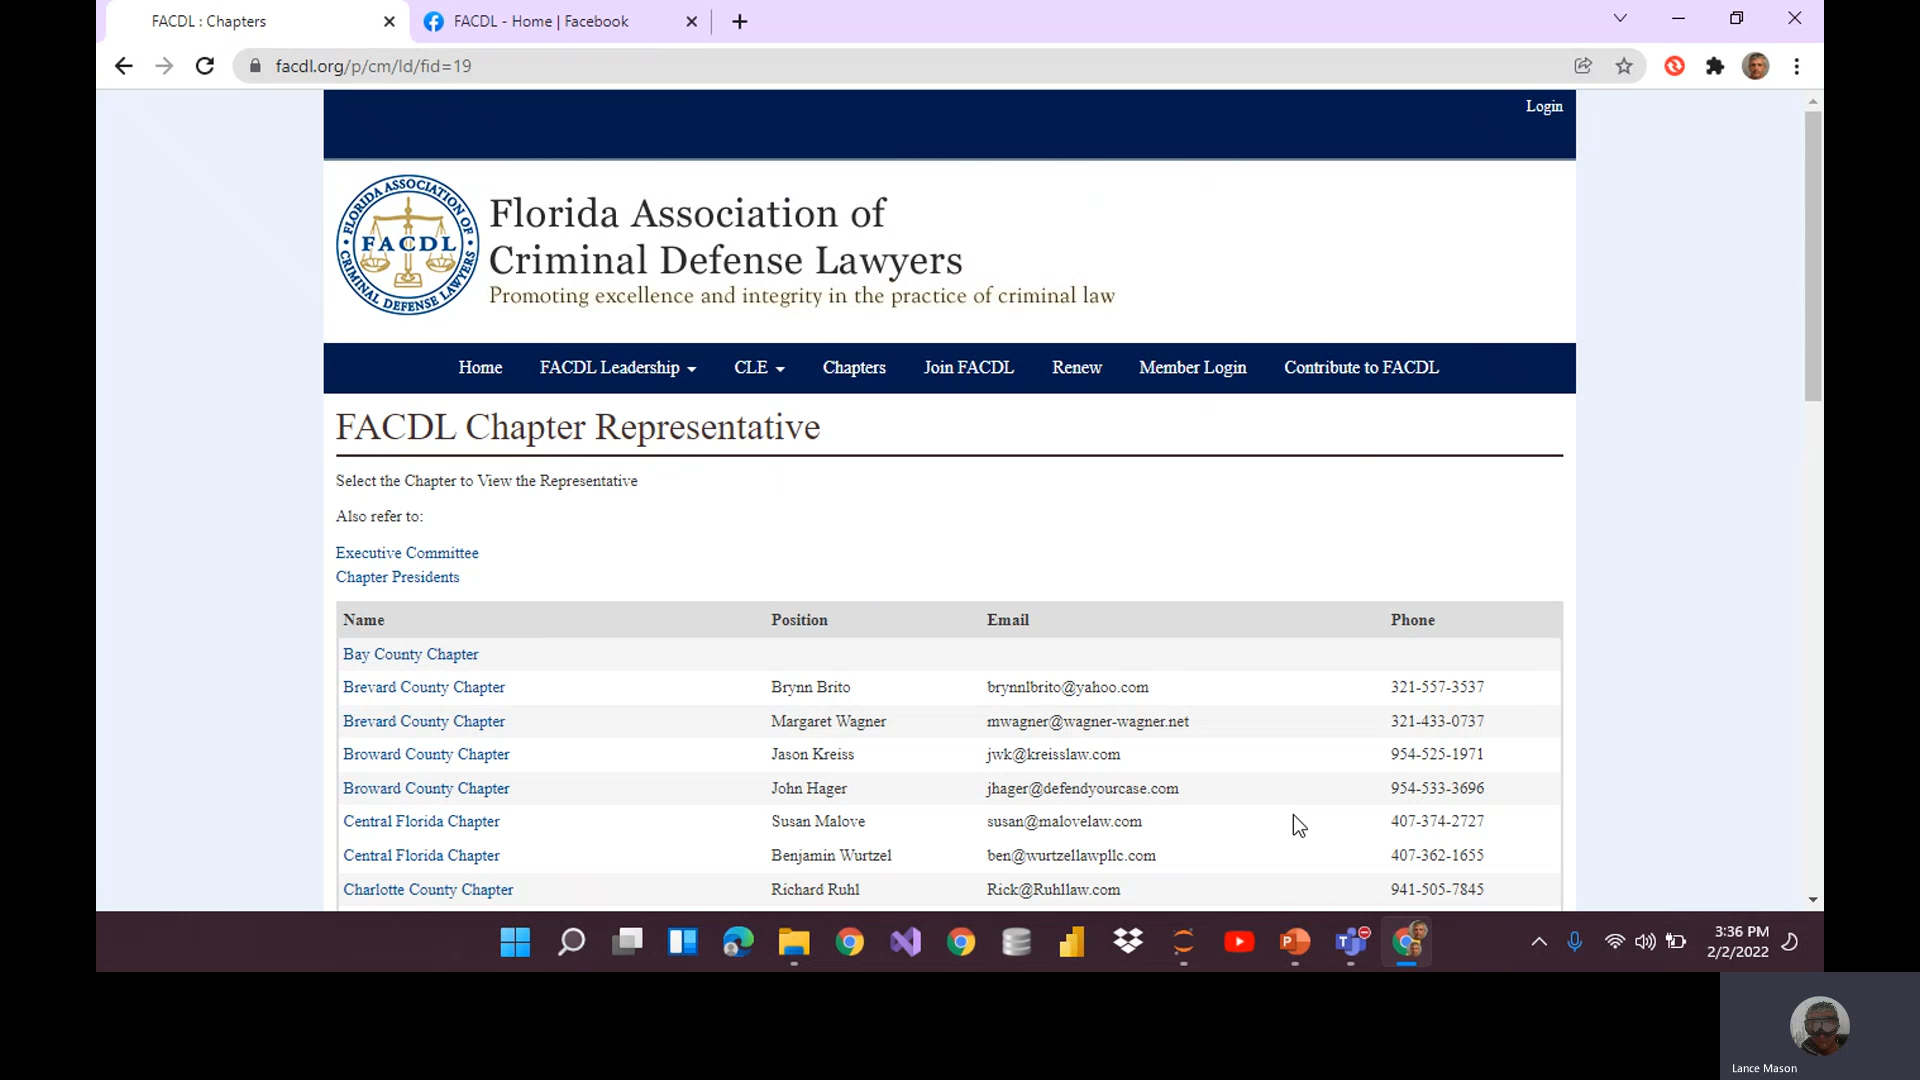 FACDL : Chapters
FACDL - Home | Facebook
facdl.org/p/cm/ld/fid=19
Login
FLORIDA ASSOCIATION OF CRIMINAL DEFENSE LAWYERS
FACDL
Florida Association of
Criminal Defense Lawyers
Promoting excellence and integrity in the practice of criminal law
Home FACDL Leadership CLE Chapters Join FACDL Renew Member Login Contribute to FACDL
FACDL Chapter Representative
Select the Chapter to View the Representative
Also refer to:
Executive Committee
Chapter Presidents
Name Position Email Phone
Bay County Chapter
Brevard County Chapter Brynn Brito brynnlbrito@yahoo.com 321-557-3537
Brevard County Chapter Margaret Wagner mwagner@wagner-wagner.net 321-433-0737
Broward County Chapter Jason Kreiss jwk@kreisslaw.com 954-525-1971
Broward County Chapter John Hager jhager@defendyourcase.com 954-533-3696
Central Florida Chapter Susan Malove susan@malovelaw.com 407-374-2727
Central Florida Chapter Benjamin Wurtzel ben@wurtzellawpllc.com 407-362-1655
Charlotte County Chapter Richard Ruhl Rick@Ruhllaw.com 941-505-7845
3:36 PM
2/2/2022
Lance Mason